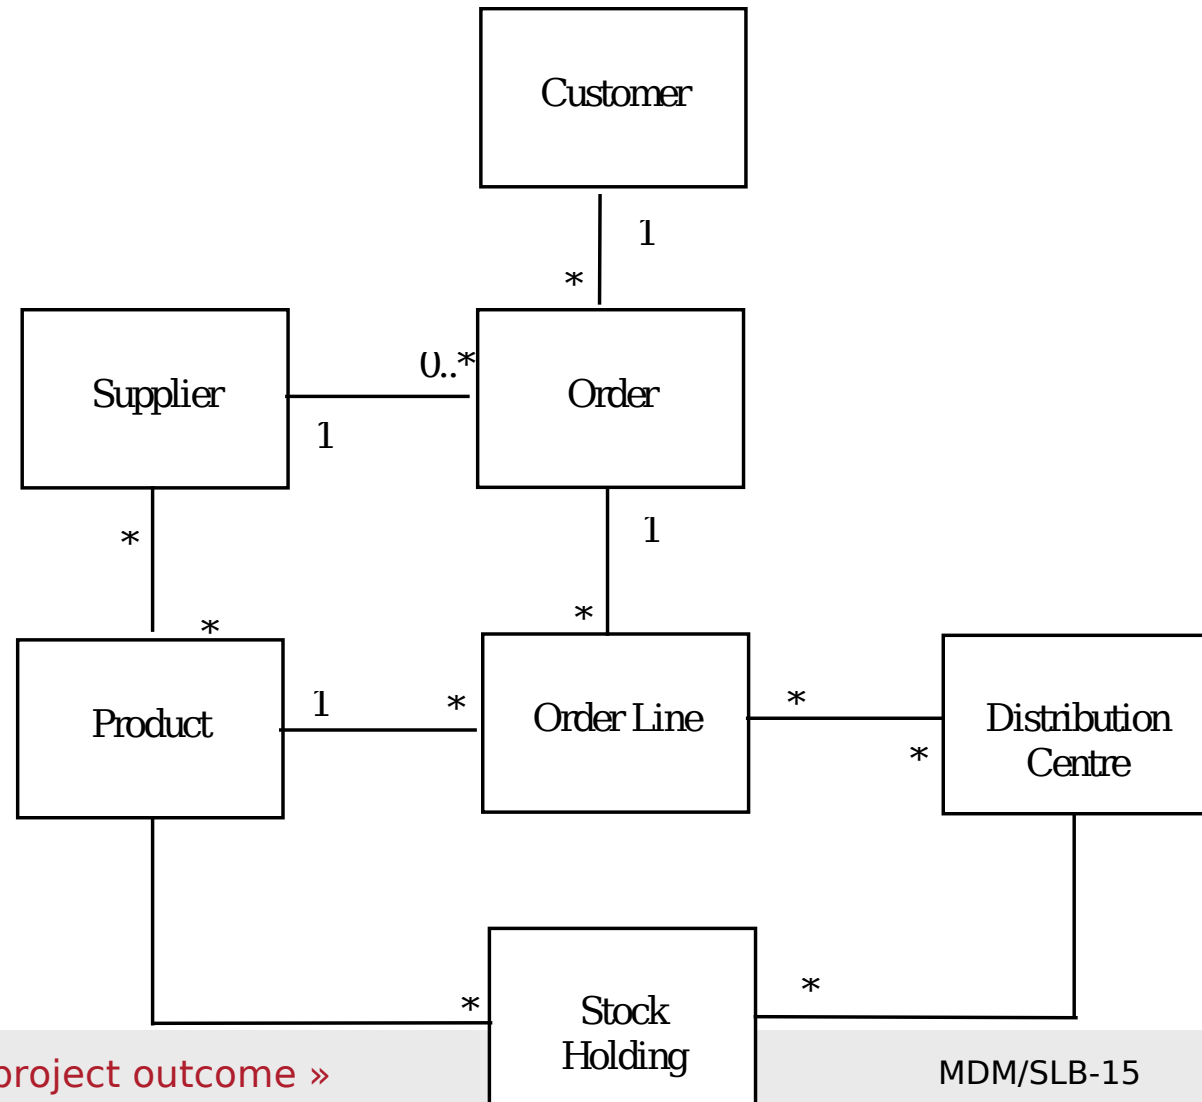 Customer
1
*
0..*
Supplier
Order
1
*
1
*
*
1
*
*
Product
Order Line
Distribution
Centre
*
*
*
Stock
Holding
project outcome »
MDM/SLB-15